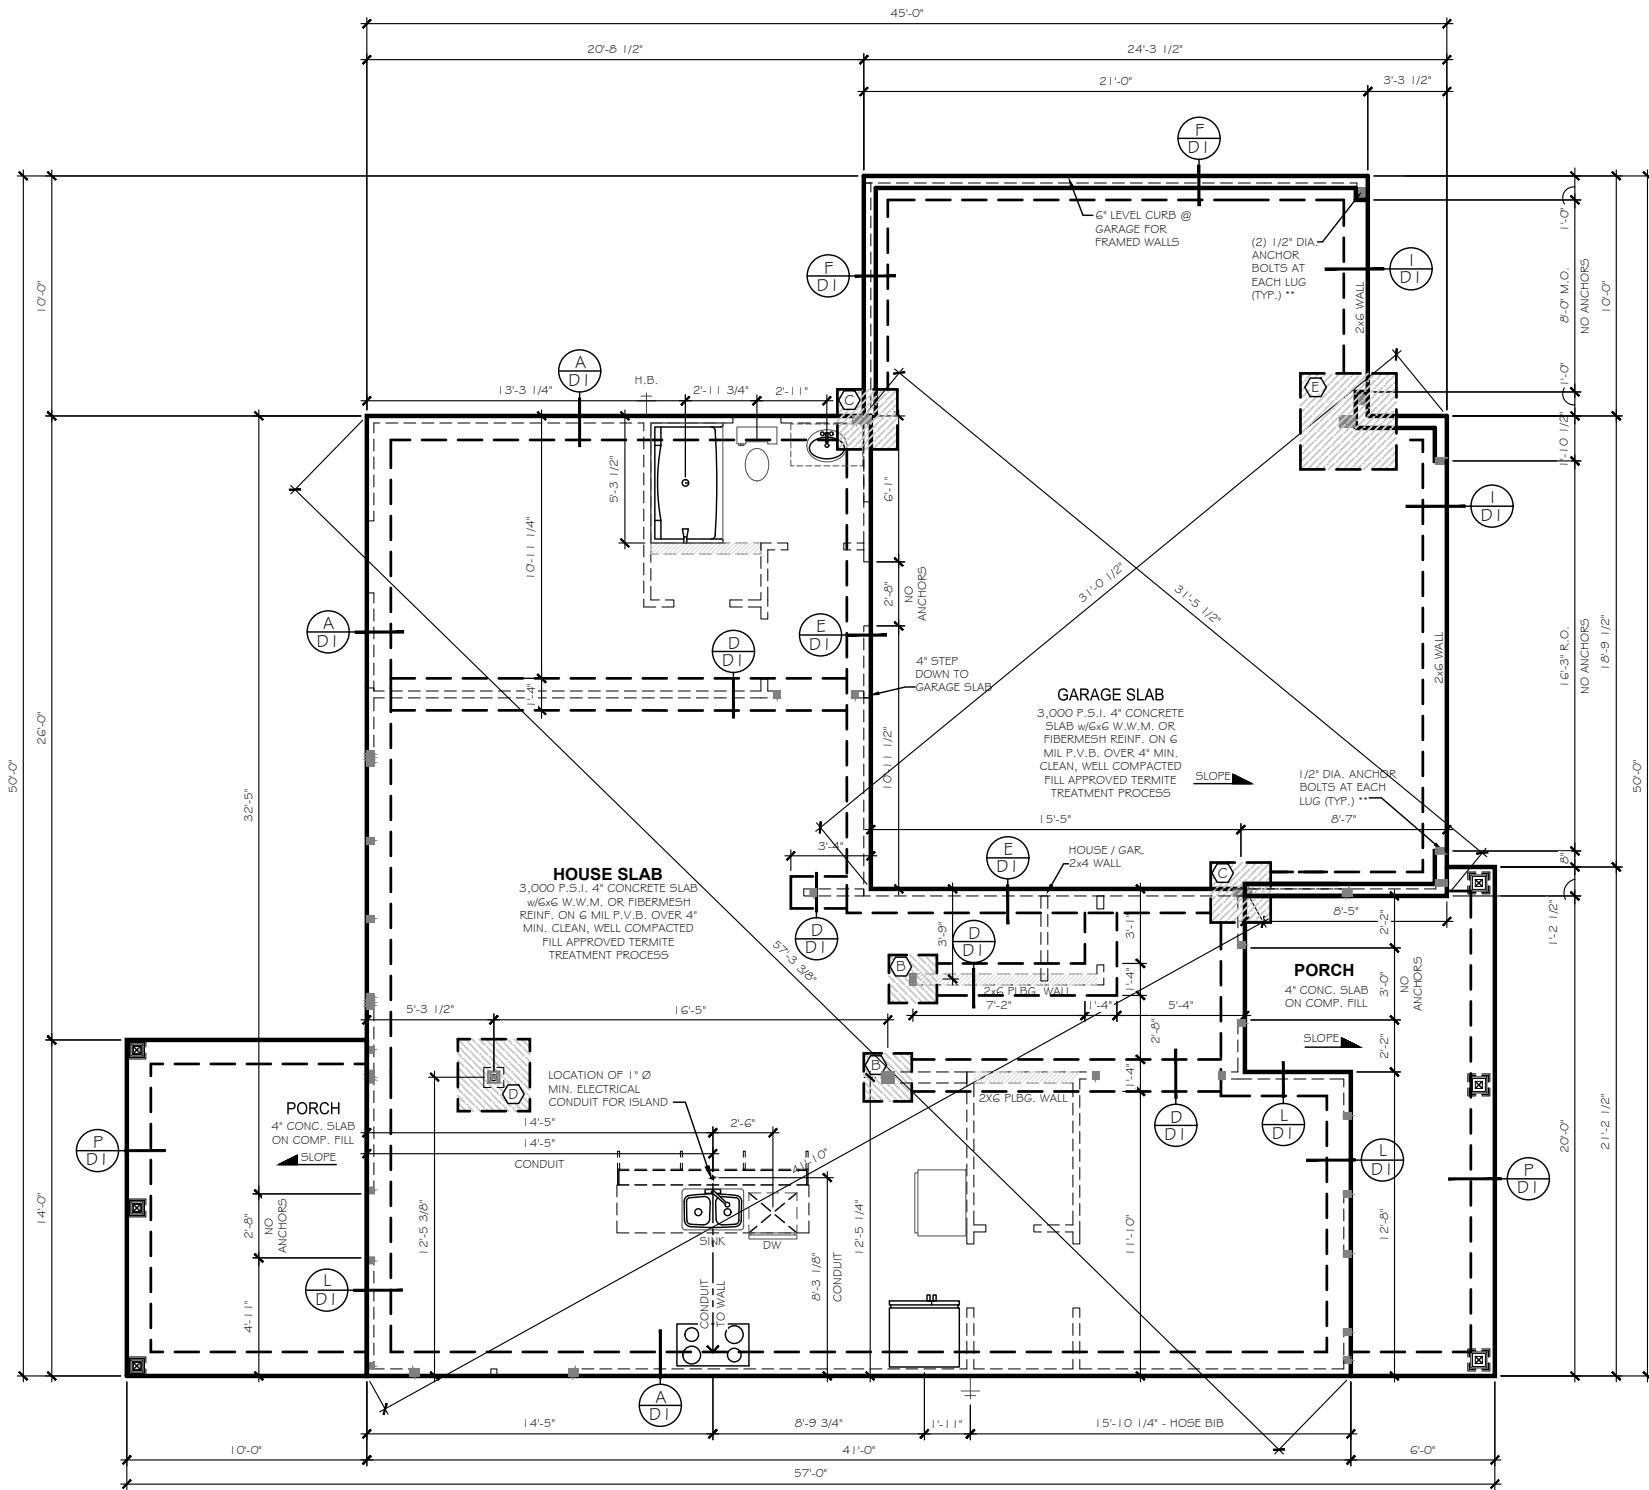 45'-0"
20'-8 1/2"
24'-3 1/2"
21'-0"
3'-3 1/2"
F
D1
6" LEVEL CURB @
GARAGE FOR
FRAMED WALLS
(2) 1/2" DIA.
ANCHOR
BOLTS AT
EACH LUG
(TYP.) **
F
D1
I
D1
2x6 WALL
1'-0"
8'-0" M.O.
NO ANCHORS
10'-0"
1'-0"
1'-10 1/2"
10'-0"
26'-0"
50'-0"
50'-0"
A
D1
H.B.
13'-3 1/4"
2'-11 3/4"
2'-11"
C
E
5'-3 1/2"
6'-1"
10'-11 1/4"
I
D1
2'-8"
NO
ANCHORS
31'-0 1/2"
31'-5 1/2"
A
D1
E
D1
D
D1
4" STEP
DOWN TO
GARAGE SLAB
1'-4"
16'-3" R.O.
NO ANCHORS
18'-9 1/2"
2x6 WALL
GARAGE SLAB
3,000 P.S.I. 4" CONCRETE
SLAB w/6x6 W.W.M. OR
FIBERMESH REINF. ON 6
MIL P.V.B. OVER 4" MIN.
CLEAN, WELL COMPACTED
FILL APPROVED TERMITE
TREATMENT PROCESS
SLOPE
1/2" DIA. ANCHOR
BOLTS AT EACH
LUG (TYP.) **
10'-11 1/2"
32'-5"
15'-5"
8'-7"
3'-4"
E
D1
HOUSE / GAR.
2x4 WALL
C
8"
HOUSE SLAB
3,000 P.S.I. 4" CONCRETE SLAB
w/6x6 W.W.M. OR FIBERMESH
REINF. ON 6 MIL P.V.B. OVER 4"
MIN. CLEAN, WELL COMPACTED
FILL APPROVED TERMITE
TREATMENT PROCESS
57'-3 3/8"
D
D1
3'-9"
D
D1
3'-1"
8'-5"
2'-2"
1'-2 1/2"
B
2x6 PLBG. WALL
1'-4"
PORCH
4" CONC. SLAB
ON COMP. FILL
3'-0"
NO
ANCHORS
5'-3 1/2"
16'-5"
7'-2"
1'-4"
5'-4"
2'-8"
SLOPE
2'-2"
B
D
LOCATION OF 1" Ø
MIN. ELECTRICAL
CONDUIT FOR ISLAND
2X6 PLBG. WALL
1'-4"
D
D1
L
D1
PORCH
4" CONC. SLAB
ON COMP. FILL
SLOPE
P
D1
14'-5"
2'-6"
14'-5"
CONDUIT
41'-10"
L
D1
P
D1
20'-0"
21'-2 1/2"
14'-0"
2'-8"
NO
ANCHORS
12'-5 3/8"
SINK
DW
12'-5 1/4"
11'-10"
12'-8"
8'-3 1/8"
CONDUIT
CONDUIT
TO WALL
L
D1
4'-11"
A
D1
14'-5"
8'-9 3/4"
1'-11"
15'-10 1/4" - HOSE BIB
10'-0"
41'-0"
6'-0"
57'-0"